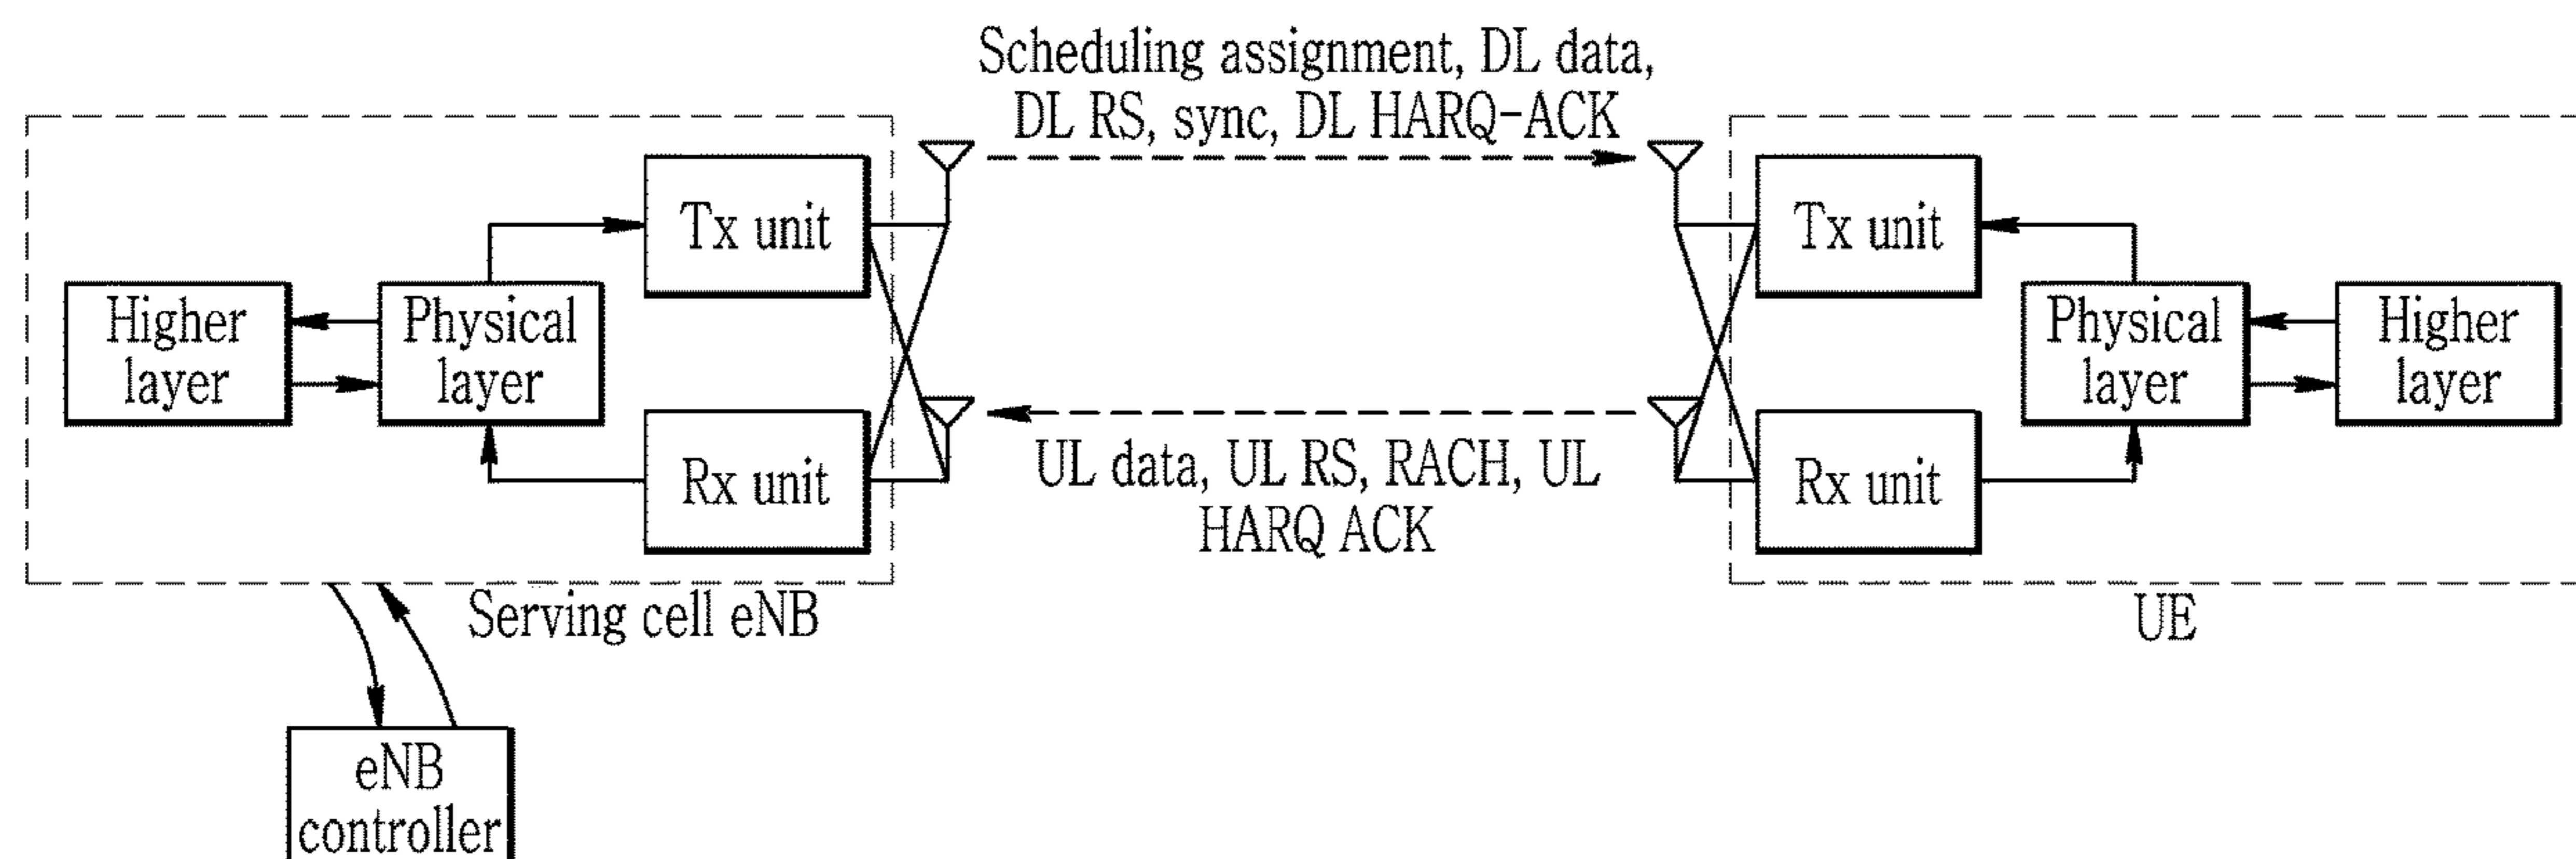 Scheduling assignment, DL data,
DL RS, sync, DL HARQ-ACK
Tx unit
Higher
layer
Physical
layer
Rx unit
Serving cell eNB
eNB
controller
UL data, UL RS, RACH, UL
HARQ ACK
Tx unit
Physical
layer
Higher
layer
Rx unit
UE